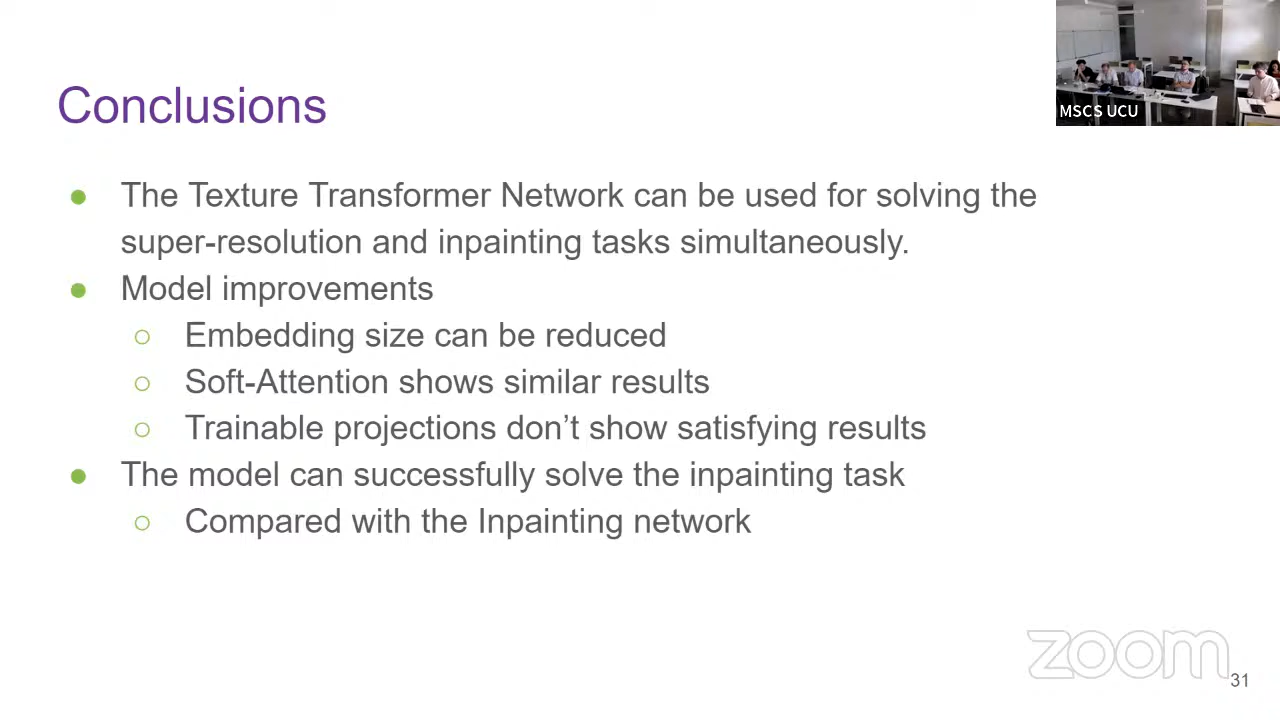 MSCS UCU
Conclusions
● The Texture Transformer Network can be used for solving the
super-resolution and inpainting tasks simultaneously.
● Model improvements
○ Embedding size can be reduced
○ Soft-Attention shows similar results
○ Trainable projections don’t show satisfying results
● The model can successfully solve the inpainting task
○ Compared with the Inpainting network
zoom
31